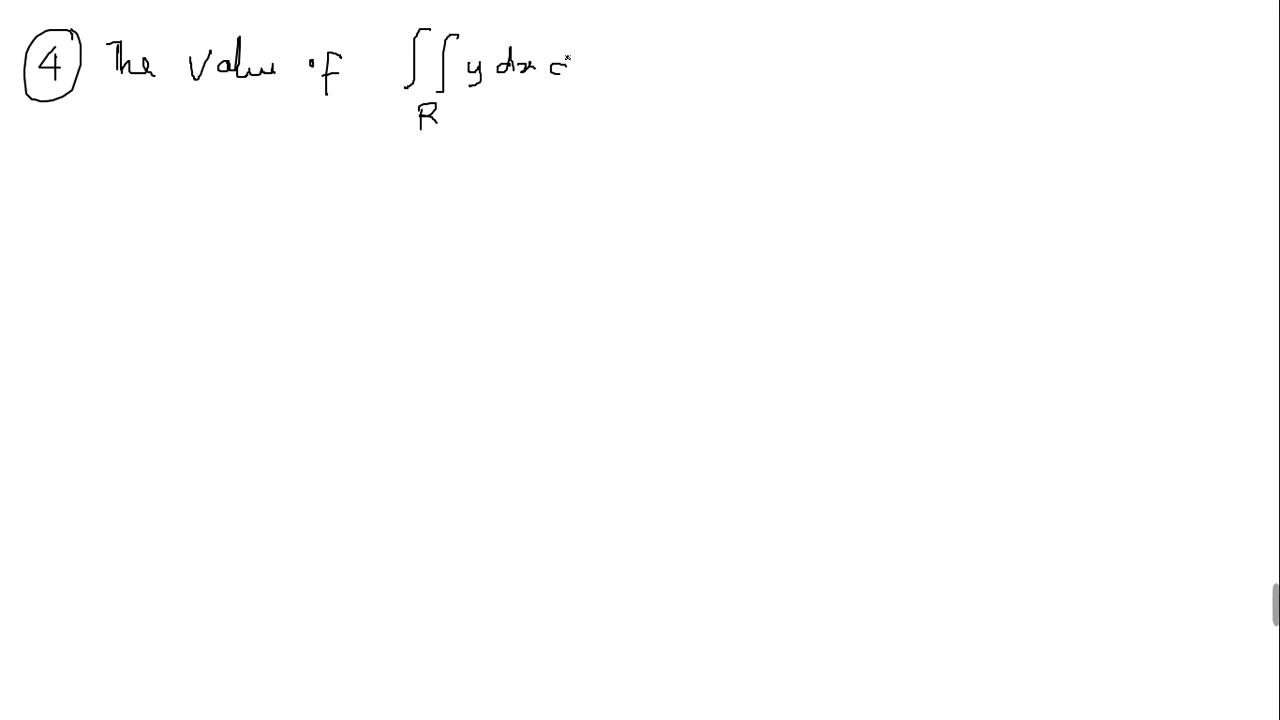 ④ The value of ∬ y dx
R